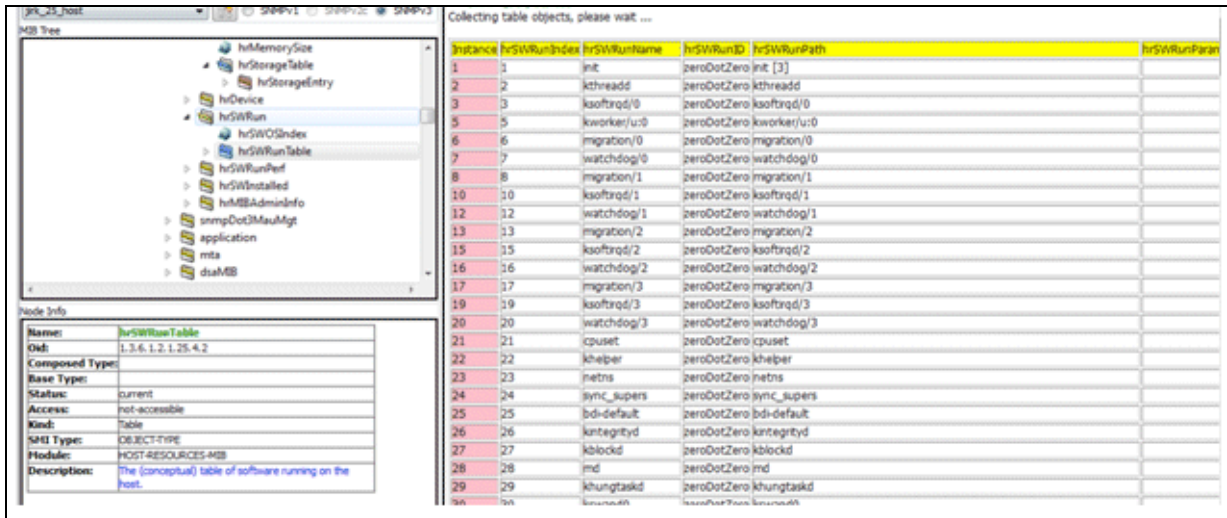 jrk_25_host SNMPv1 SNMPv2c SNMPv3
MIB Tree
hrMemorySize
hrStorageTable
hrStorageEntry
hrDevice
hrSWRun
hrSWOSIndex
hrSWRunTable
hrSWRunPerf
hrSWInstalled
hrMIBAdminInfo
snmpDot3MauMgt
application
mta
dsaMIB
Node Info
Name: hrSWRunTable
Oid: 1.3.6.1.2.1.25.4.2
Composed Type:
Base Type:
Status: current
Access: not-accessible
Kind: Table
SMI Type: OBJECT-TYPE
Module: HOST-RESOURCES-MIB
Description: The (conceptual) table of software running on the
host.
Collecting table objects, please wait ...
Instance hrSWRunIndex hrSWRunName hrSWRunID hrSWRunPath hrSWRunParam
1 1 init zeroDotZero init [3]
2 2 kthreadd zeroDotZero kthreadd
3 3 ksoftirqd/0 zeroDotZero ksoftirqd/0
5 5 kworker/u:0 zeroDotZero kworker/u:0
6 6 migration/0 zeroDotZero migration/0
7 7 watchdog/0 zeroDotZero watchdog/0
8 8 migration/1 zeroDotZero migration/1
10 10 ksoftirqd/1 zeroDotZero ksoftirqd/1
12 12 watchdog/1 zeroDotZero watchdog/1
13 13 migration/2 zeroDotZero migration/2
15 15 ksoftirqd/2 zeroDotZero ksoftirqd/2
16 16 watchdog/2 zeroDotZero watchdog/2
17 17 migration/3 zeroDotZero migration/3
19 19 ksoftirqd/3 zeroDotZero ksoftirqd/3
20 20 watchdog/3 zeroDotZero watchdog/3
21 21 cpuset zeroDotZero cpuset
22 22 khelper zeroDotZero khelper
23 23 netns zeroDotZero netns
24 24 sync_supers zeroDotZero sync_supers
25 25 bdi-default zeroDotZero bdi-default
26 26 kintegrityd zeroDotZero kintegrityd
27 27 kblockd zeroDotZero kblockd
28 28 md zeroDotZero md
29 29 khungtaskd zeroDotZero khungtaskd
30 30 kswapd0 zeroDotZero kswapd0